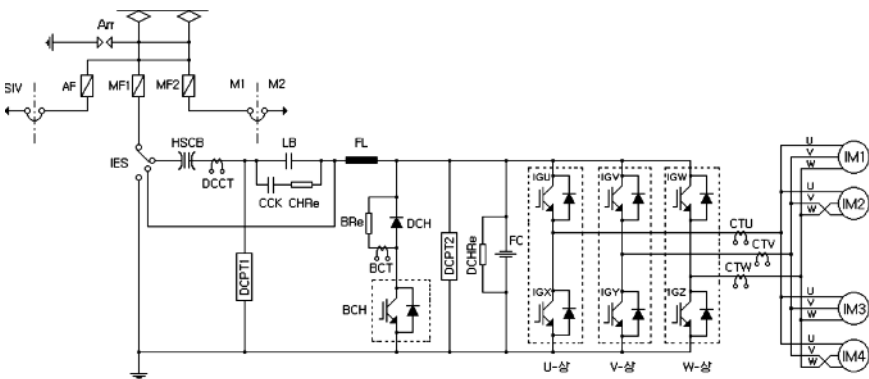 Arr
SIV
AF
MF1
MF2
M1
M2
IES
HSCB
DCCT
LB
CCK
CHRe
FL
BRe
DCH
BCT
BCH
DCPT1
DCPT2
DCHRe
FC
IGU
IGV
IGW
IGX
IGY
IGZ
U-상
V-상
W-상
CTU
CTV
CTW
U
V
W
IM1
U
V
W
IM2
U
V
W
IM3
U
V
W
IM4